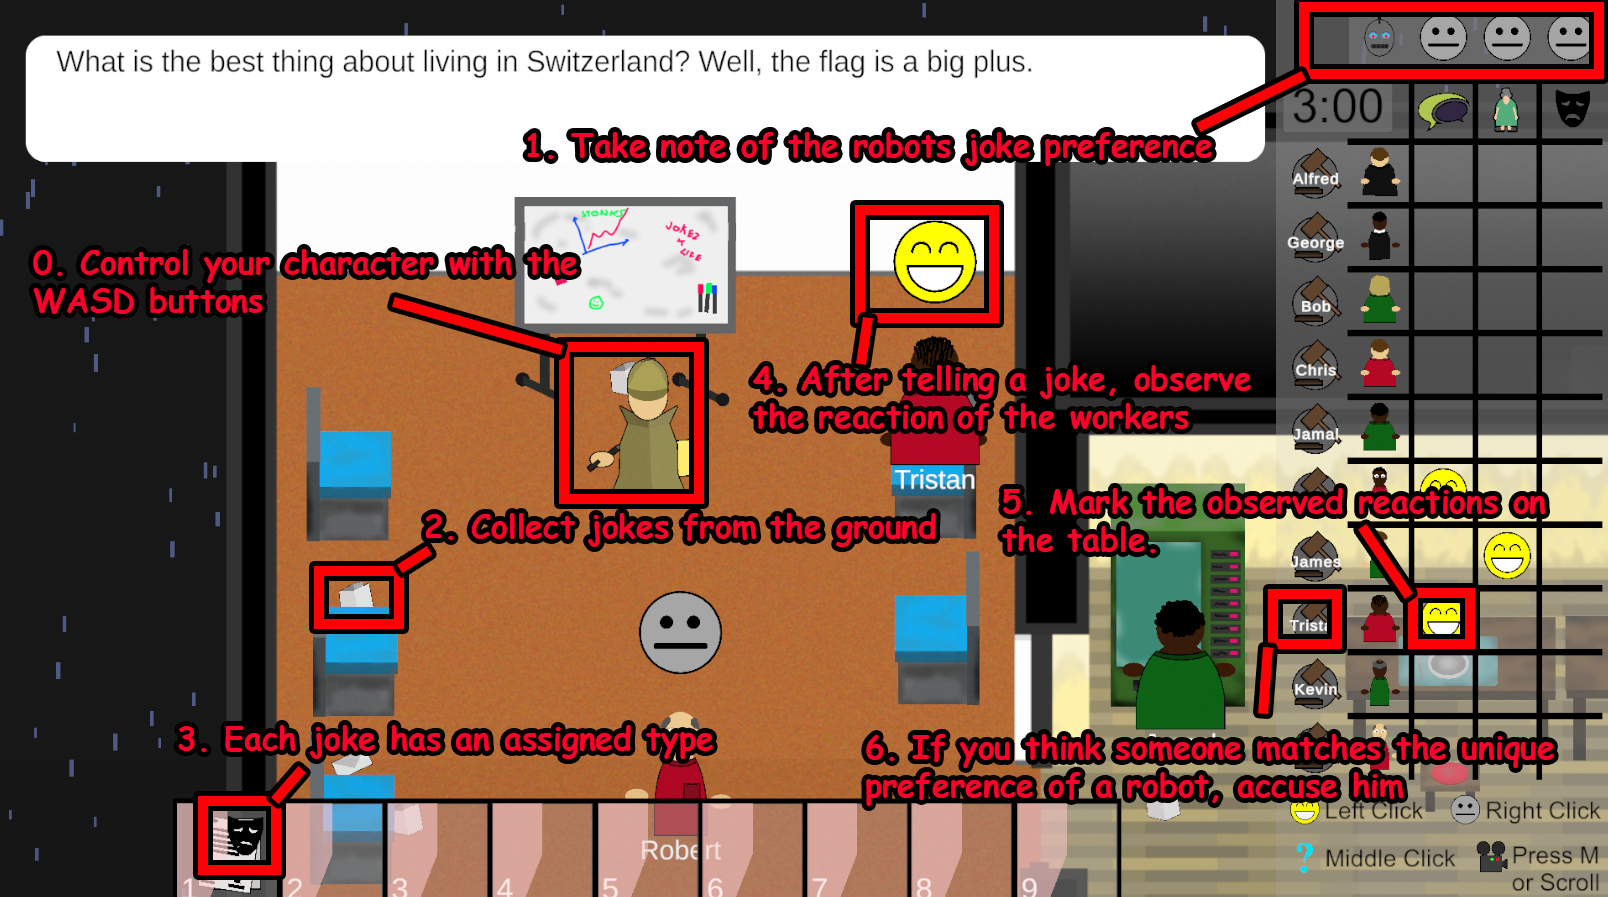 What is the best thing about living in Switzerland? Well, the flag is a big plus.
1. Take note of the robots joke preference
3:00
Alfred
George
Bob
Chris
Jamal
James
Trista
Kevin
STONKS
JOKEZ
4
LIFE
0. Control your character with the
WASD buttons
4. After telling a joke, observe
the reaction of the workers
Tristan
2. Collect jokes from the ground
5. Mark the observed reactions on
the table.
3. Each joke has an assigned type
6. If you think someone matches the unique
preference of a robot, accuse him
Left Click
Right Click
Middle Click
Press M
or Scroll
Robert
1 2 3 4 5 6 7 8 9